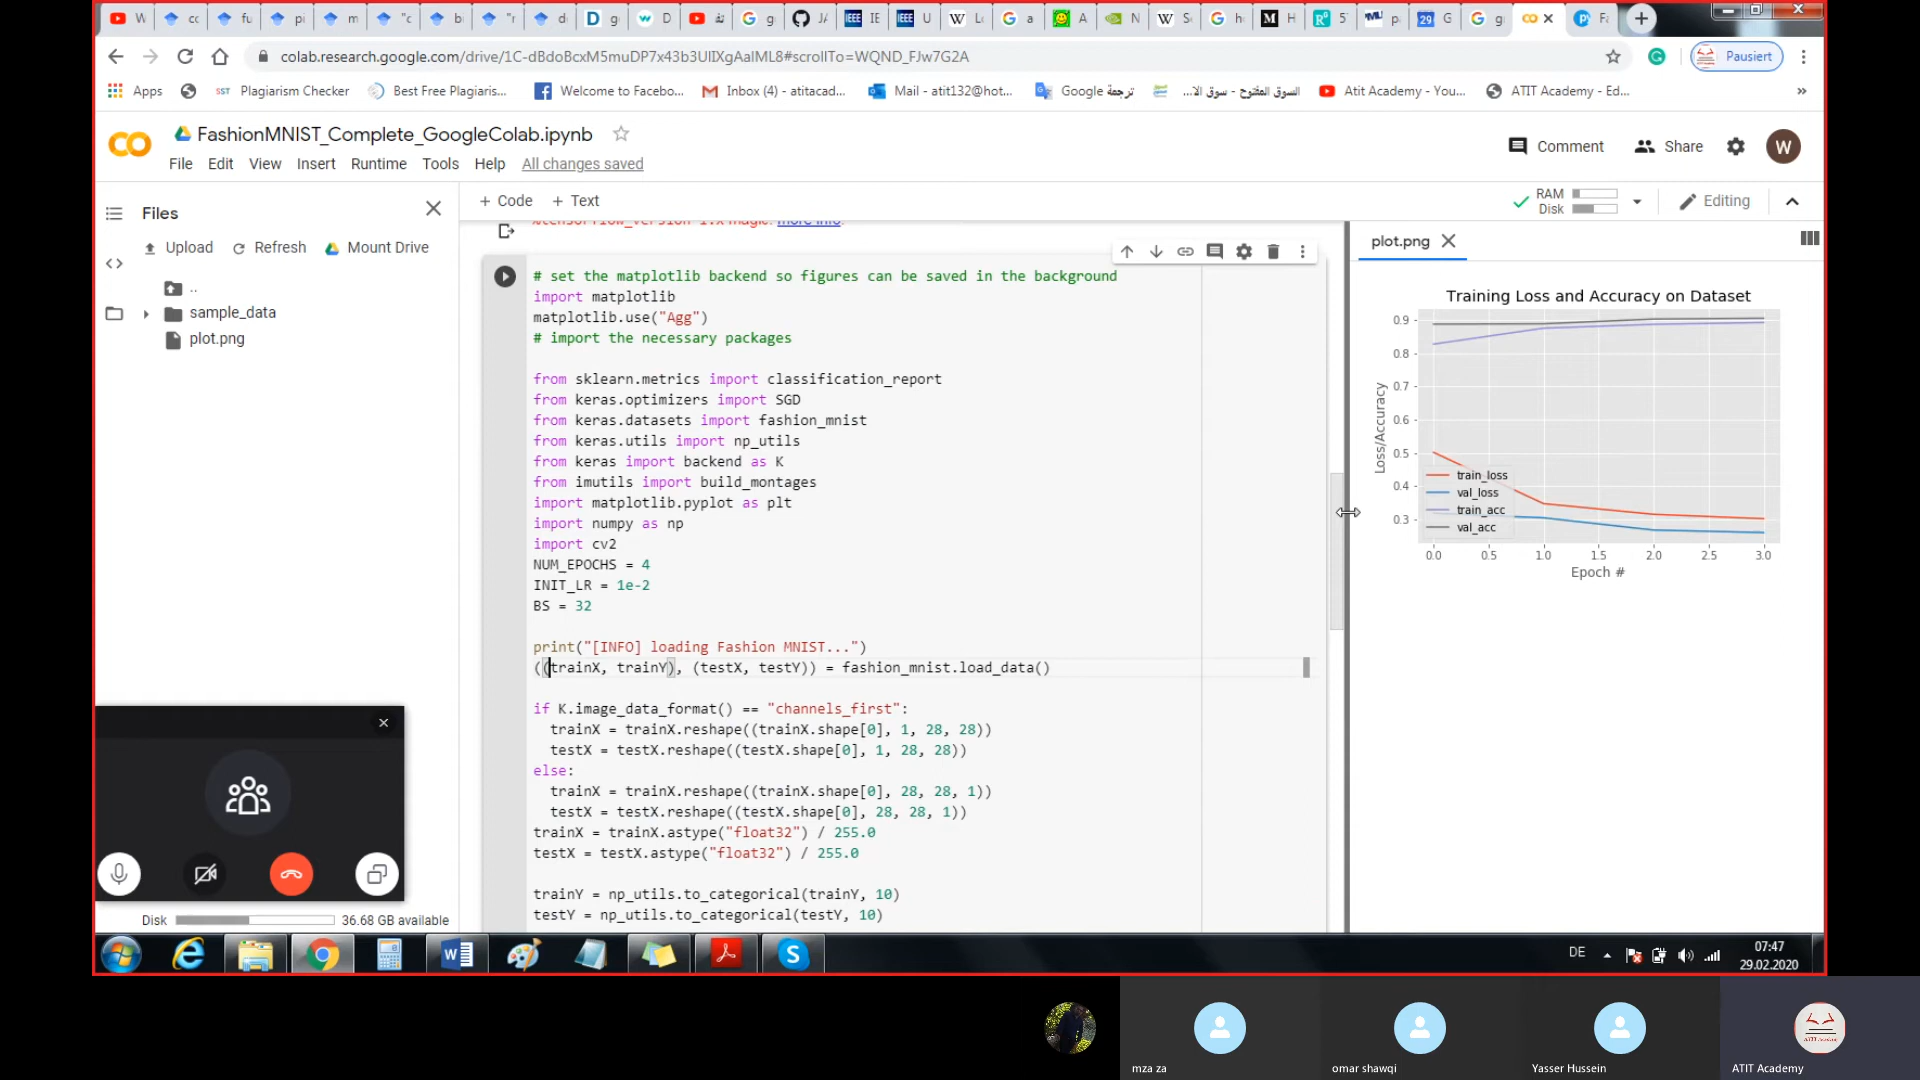 colab.research.google.com/drive/1C-dBdoBcxM5muDP7x43b3UIIXgAaIML8#scrollTo=WQND_FJw7G2A
Pausiert
Apps
Plagiarism Checker
Best Free Plagiaris...
Welcome to Facebo...
Inbox (4) - atitacad...
Mail - atit132@hot...
Google ترجمة
السوق المفتوح - سوق الا...
Atit Academy - You...
ATIT Academy - Ed...
»
FashionMNIST_Complete_GoogleColab.ipynb
Comment
Share
W
File Edit View Insert Runtime Tools Help All changes saved
Files
+ Code + Text
RAM
Disk
Editing
Upload Refresh Mount Drive
..
sample_data
plot.png
%tensorflow_version 1.x magic: more info.
# set the matplotlib backend so figures can be saved in the background
import matplotlib
matplotlib.use("Agg")
# import the necessary packages
from sklearn.metrics import classification_report
from keras.optimizers import SGD
from keras.datasets import fashion_mnist
from keras.utils import np_utils
from keras import backend as K
from imutils import build_montages
import matplotlib.pyplot as plt
import numpy as np
import cv2
NUM_EPOCHS = 4
INIT_LR = 1e-2
BS = 32
print("[INFO] loading Fashion MNIST...")
((trainX, trainY), (testX, testY)) = fashion_mnist.load_data()
if K.image_data_format() == "channels_first":
trainX = trainX.reshape((trainX.shape[0], 1, 28, 28))
testX = testX.reshape((testX.shape[0], 1, 28, 28))
else:
trainX = trainX.reshape((trainX.shape[0], 28, 28, 1))
testX = testX.reshape((testX.shape[0], 28, 28, 1))
trainX = trainX.astype("float32") / 255.0
testX = testX.astype("float32") / 255.0
trainY = np_utils.to_categorical(trainY, 10)
testY = np_utils.to_categorical(testY, 10)
plot.png
Training Loss and Accuracy on Dataset
0.9
0.8
0.7
0.6
0.5
0.4
0.3
Loss/Accuracy
train_loss
val_loss
train_acc
val_acc
0.0 0.5 1.0 1.5 2.0 2.5 3.0
Epoch #
Disk
36.68 GB available
DE
07:47
29.02.2020
mza za
omar shawqi
Yasser Hussein
ATIT Academy